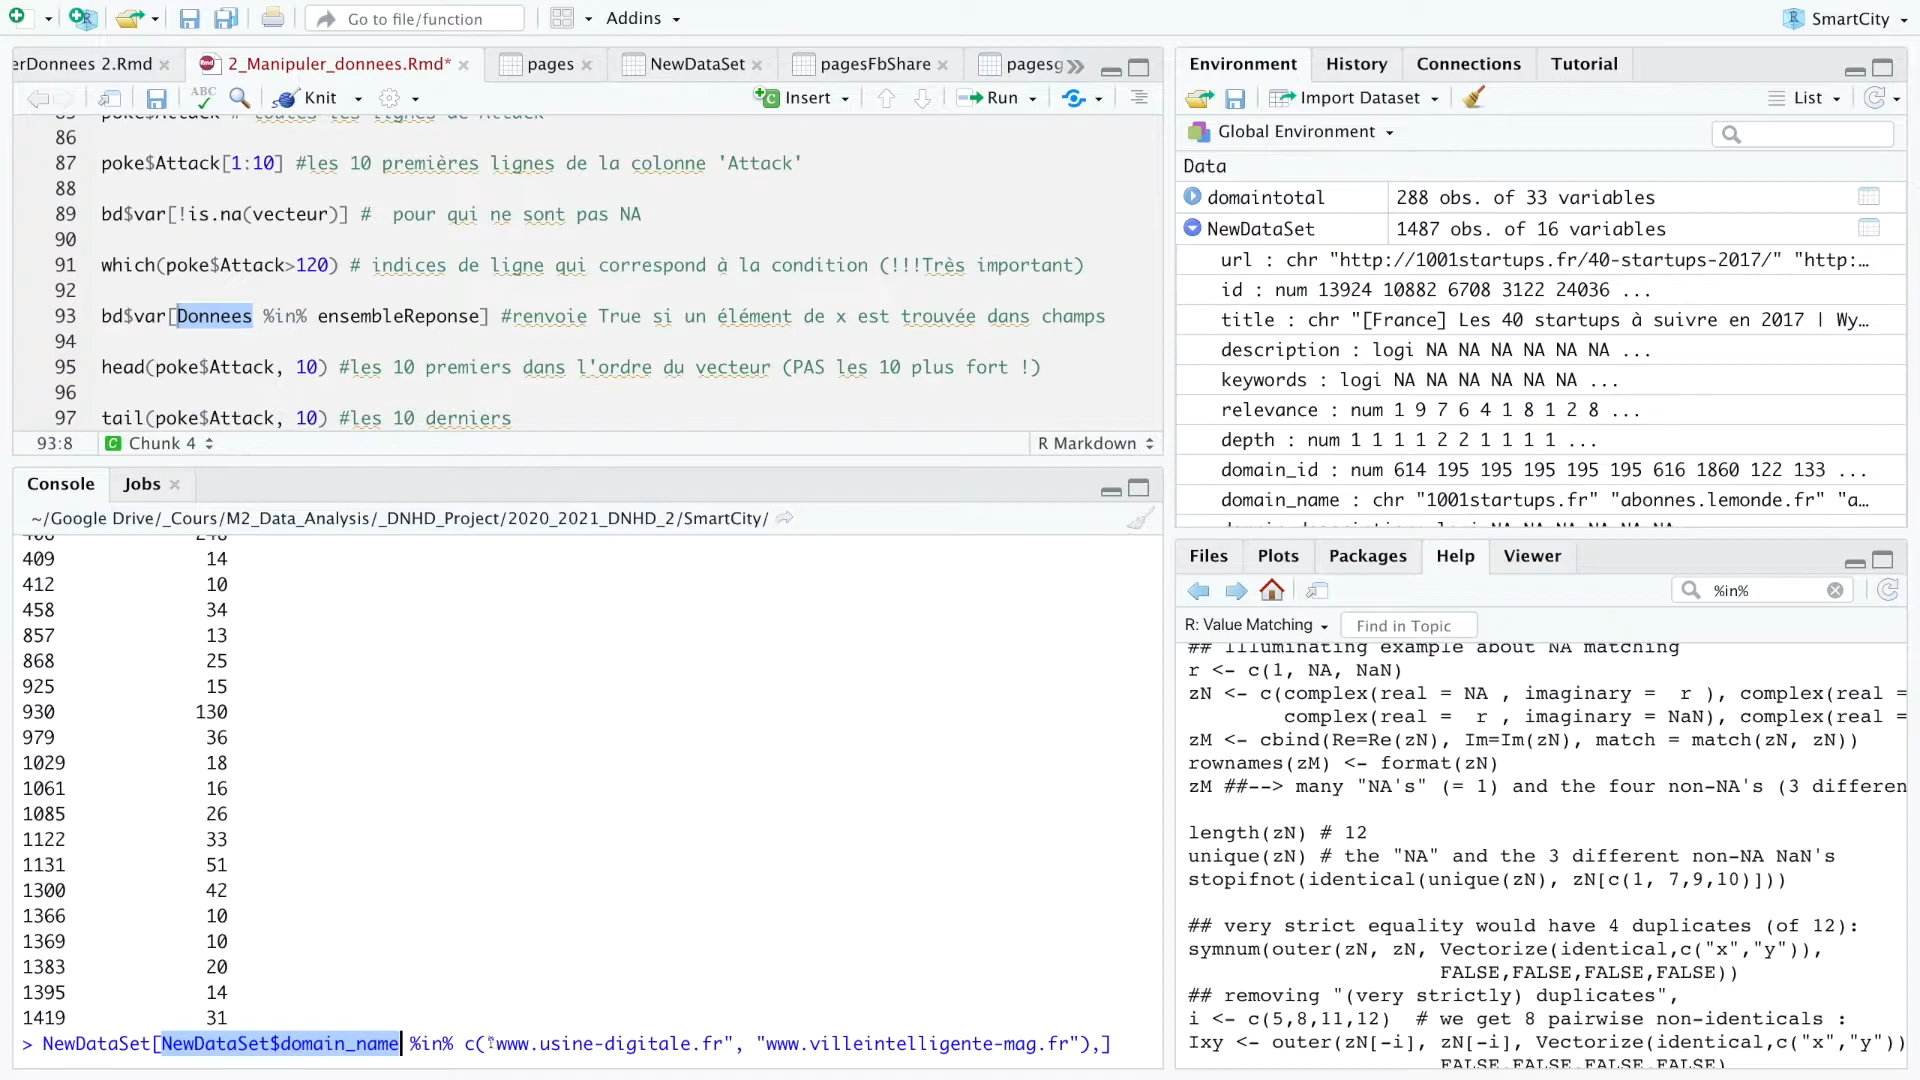 Go to file/function
Addins
SmartCity
erDonnees 2.Rmd
2_Manipuler_donnees.Rmd*
pages
NewDataSet
pagesFbShare
pagesg
ABC
Knit
Insert
Run
86
87 poke$Attack[1:10] #les 10 premières lignes de la colonne 'Attack'
88
89 bd$var[!is.na(vecteur)] #  pour qui ne sont pas NA
90
91 which(poke$Attack>120) # indices de ligne qui correspond à la condition (!!!Très important)
92
93 bd$var[Donnees %in% ensembleReponse] #renvoie True si un élément de x est trouvée dans champs
94
95 head(poke$Attack, 10) #les 10 premiers dans l'ordre du vecteur (PAS les 10 plus fort !)
96
97 tail(poke$Attack, 10) #les 10 derniers
93:8
Chunk 4
R Markdown
Console
Jobs
~/Google Drive/_Cours/M2_Data_Analysis/_DNHD_Project/2020_2021_DNHD_2/SmartCity/
409 14
412 10
458 34
857 13
868 25
925 15
930 130
979 36
1029 18
1061 16
1085 26
1122 33
1131 51
1300 42
1366 10
1369 10
1383 20
1395 14
1419 31
> NewDataSet[NewDataSet$domain_name %in% c("www.usine-digitale.fr", "www.villeintelligente-mag.fr"),]
Environment
History
Connections
Tutorial
Import Dataset
List
Global Environment
Data
domaintotal 288 obs. of 33 variables
NewDataSet 1487 obs. of 16 variables
url : chr "http://1001startups.fr/40-startups-2017/" "http:…
id : num 13924 10882 6708 3122 24036 ...
title : chr "[France] Les 40 startups à suivre en 2017 | Wy…
description : logi NA NA NA NA NA NA ...
keywords : logi NA NA NA NA NA ...
relevance : num 1 9 7 6 4 1 8 1 2 8 ...
depth : num 1 1 1 1 2 2 1 1 1 1 ...
domain_id : num 614 195 195 195 195 195 616 1860 122 133 ...
domain_name : chr "1001startups.fr" "abonnes.lemonde.fr" "a…
Files
Plots
Packages
Help
Viewer
%in%
R: Value Matching
Find in Topic
## Illuminating example about NA matching
r <- c(1, NA, NaN)
zN <- c(complex(real = NA , imaginary =  r ), complex(real =
complex(real =  r , imaginary = NaN), complex(real =
zM <- cbind(Re=Re(zN), Im=Im(zN), match = match(zN, zN))
rownames(zM) <- format(zN)
zM ##--> many "NA's" (= 1) and the four non-NA's (3 differen
length(zN) # 12
unique(zN) # the "NA" and the 3 different non-NA NaN's
stopifnot(identical(unique(zN), zN[c(1, 7,9,10)]))
## very strict equality would have 4 duplicates (of 12):
symnum(outer(zN, zN, Vectorize(identical,c("x","y")),
FALSE,FALSE,FALSE,FALSE))
## removing "(very strictly) duplicates",
i <- c(5,8,11,12)  # we get 8 pairwise non-identicals :
Ixy <- outer(zN[-i], zN[-i], Vectorize(identical,c("x","y"))